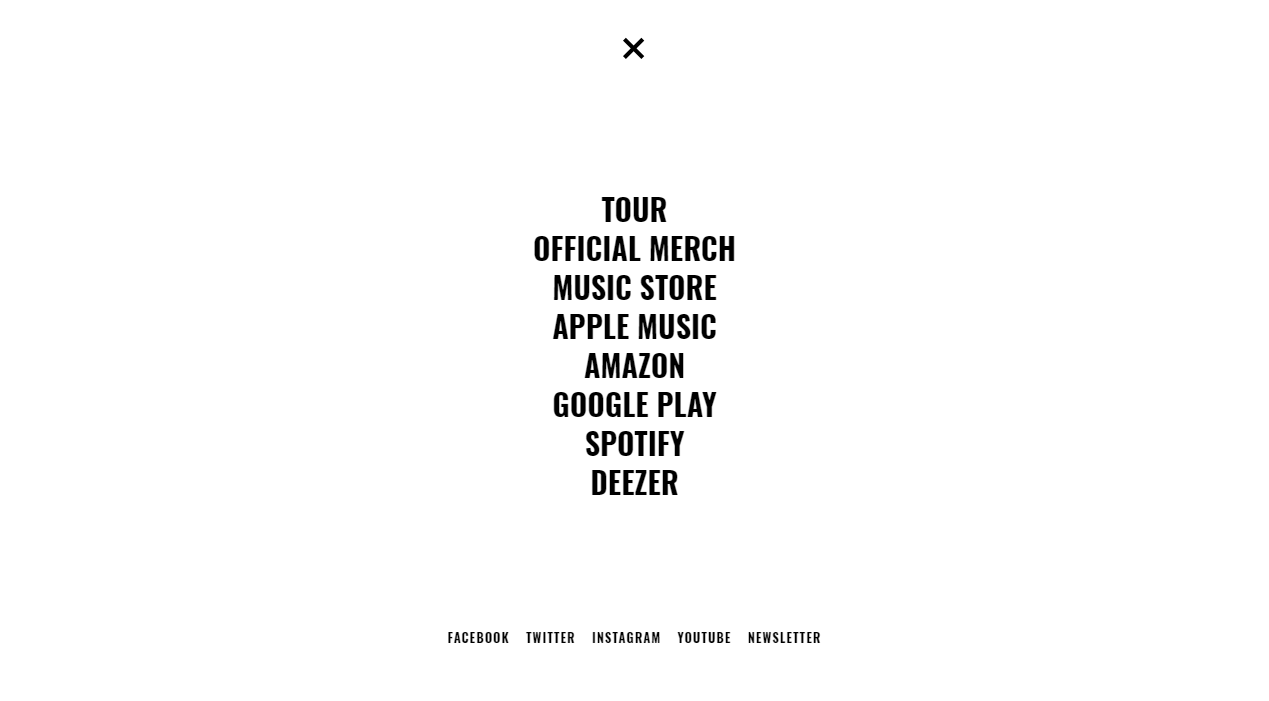 TOUR
OFFICIAL MERCH
MUSIC STORE
APPLE MUSIC
AMAZON
GOOGLE PLAY
SPOTIFY
DEEZER
FACEBOOK TWITTER INSTAGRAM YOUTUBE NEWSLETTER